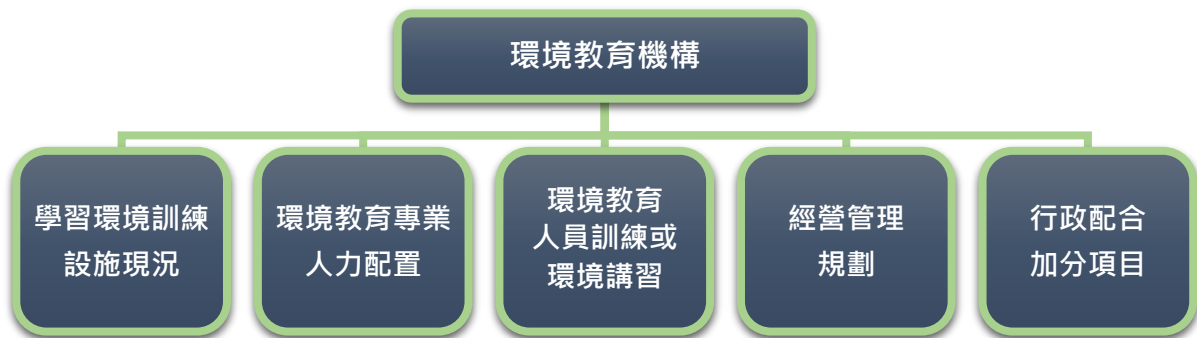 環境教育機構
學習環境訓練
設施現況
環境教育專業
人力配置
環境教育
人員訓練或
環境講習
經營管理
規劃
行政配合
加分項目